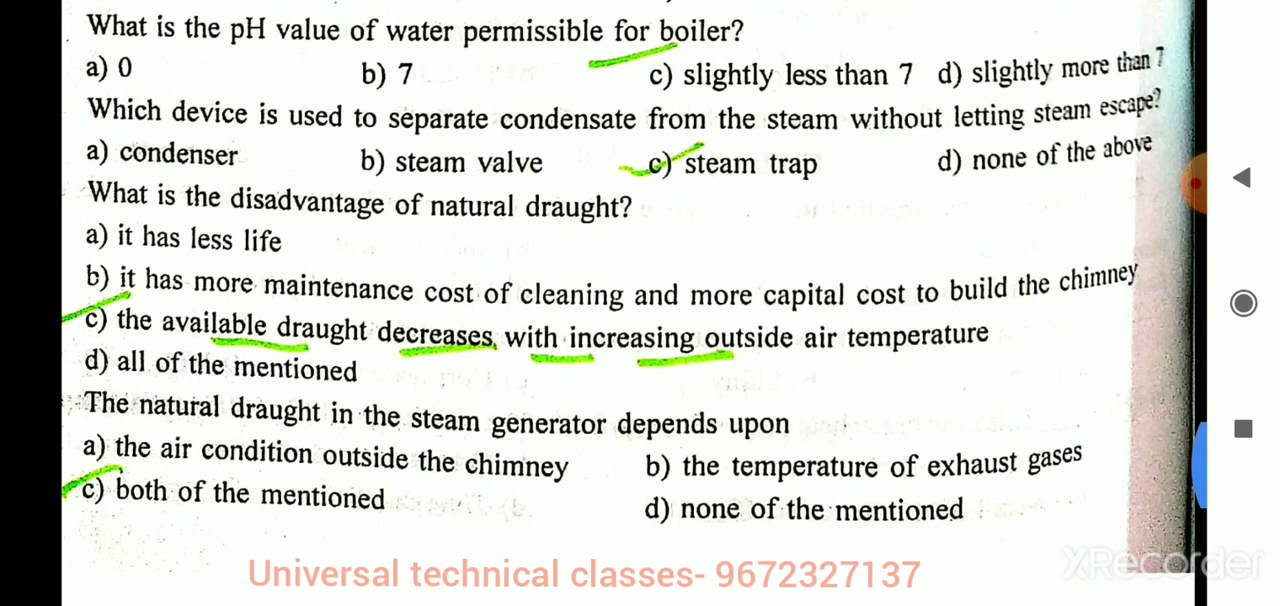 What is the pH value of water permissible for boiler?
a) 0 b) 7 c) slightly less than 7 d) slightly more than 7
Which device is used to separate condensate from the steam without letting steam escape?
a) condenser b) steam valve c) steam trap d) none of the above
What is the disadvantage of natural draught?
a) it has less life
b) it has more maintenance cost of cleaning and more capital cost to build the chimney
c) the available draught decreases with increasing outside air temperature
d) all of the mentioned
The natural draught in the steam generator depends upon
a) the air condition outside the chimney b) the temperature of exhaust gases
c) both of the mentioned d) none of the mentioned
Universal technical classes- 9672327137
XRecorder